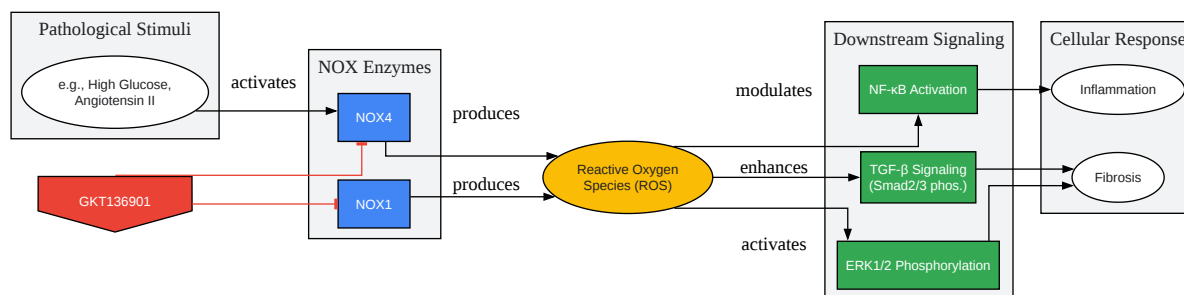 Pathological Stimuli
e.g., High Glucose,
Angiotensin II
activates
GKT136901
NOX Enzymes
NOX4
NOX1
produces
produces
Reactive Oxygen
Species (ROS)
modulates
enhances
activates
Downstream Signaling
NF-κB Activation
TGF-β Signaling
(Smad2/3 phos.)
ERK1/2 Phosphorylation
Cellular Response
Inflammation
Fibrosis